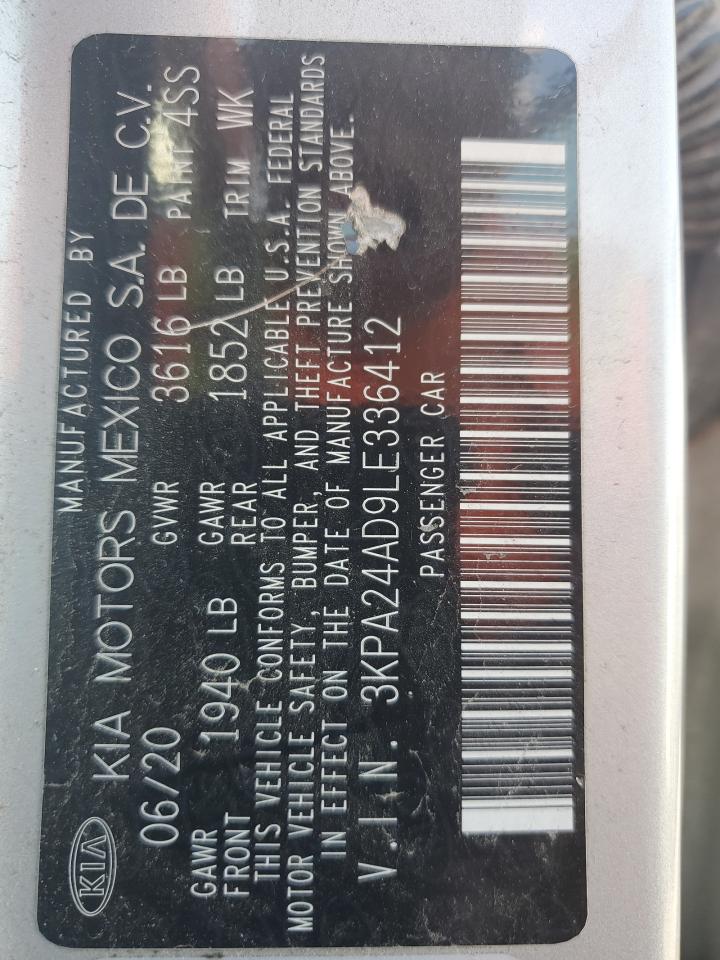 MANUFACTURED BY
KIA KIA MOTORS MEXICO S.A. DE C.V.
06/20 GVWR 3616 LB PAINT 4SS
GAWR FRONT 1940 LB GAWR REAR 1852 LB TRIM WK
THIS VEHICLE CONFORMS TO ALL APPLICABLE U.S.A. FEDERAL
MOTOR VEHICLE SAFETY, BUMPER, AND THEFT PREVENTION STANDARDS
IN EFFECT ON THE DATE OF MANUFACTURE SHOWN ABOVE.
V.I.N. 3KPA24AD9LE336412
PASSENGER CAR